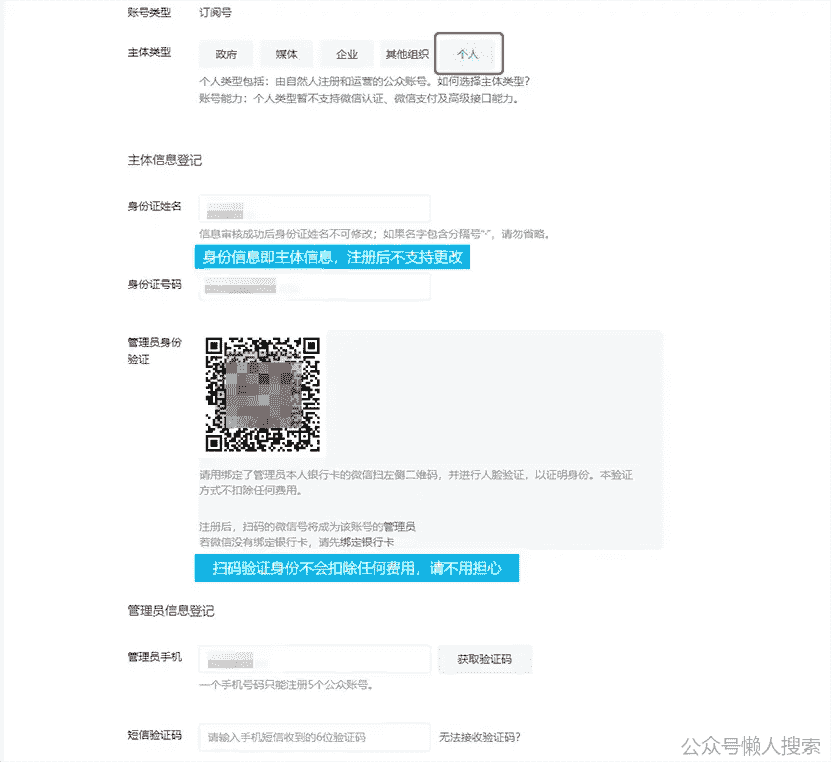 账号类型 订阅号
主体类型 政府 媒体 企业 其他组织 个人
个人类型包括：由自然人注册和运营的公众账号。如何选择主体类型?
账号能力：个人类型暂不支持微信认证、微信支付及高级接口能力。
主体信息登记
身份证姓名
信息审核成功后身份证姓名不可修改；如果名字包含分隔号“·”，请勿省略。
身份信息即主体信息，注册后不支持更改
身份证号码
管理员身份
验证
请用绑定了管理员本人银行卡的微信扫左侧二维码，并进行人脸验证，以证明身份。本验证
方式不扣除任何费用。
注册后，扫码的微信号将成为该账号的管理员
若微信没有绑定银行卡，请先绑定银行卡
扫码验证身份不会扣除任何费用，请不用担心
管理员信息登记
管理员手机 获取验证码
一个手机号码只能注册5个公众账号。
短信验证码 请输入手机短信收到的6位验证码 无法接收验证码?
公众号懒人搜索